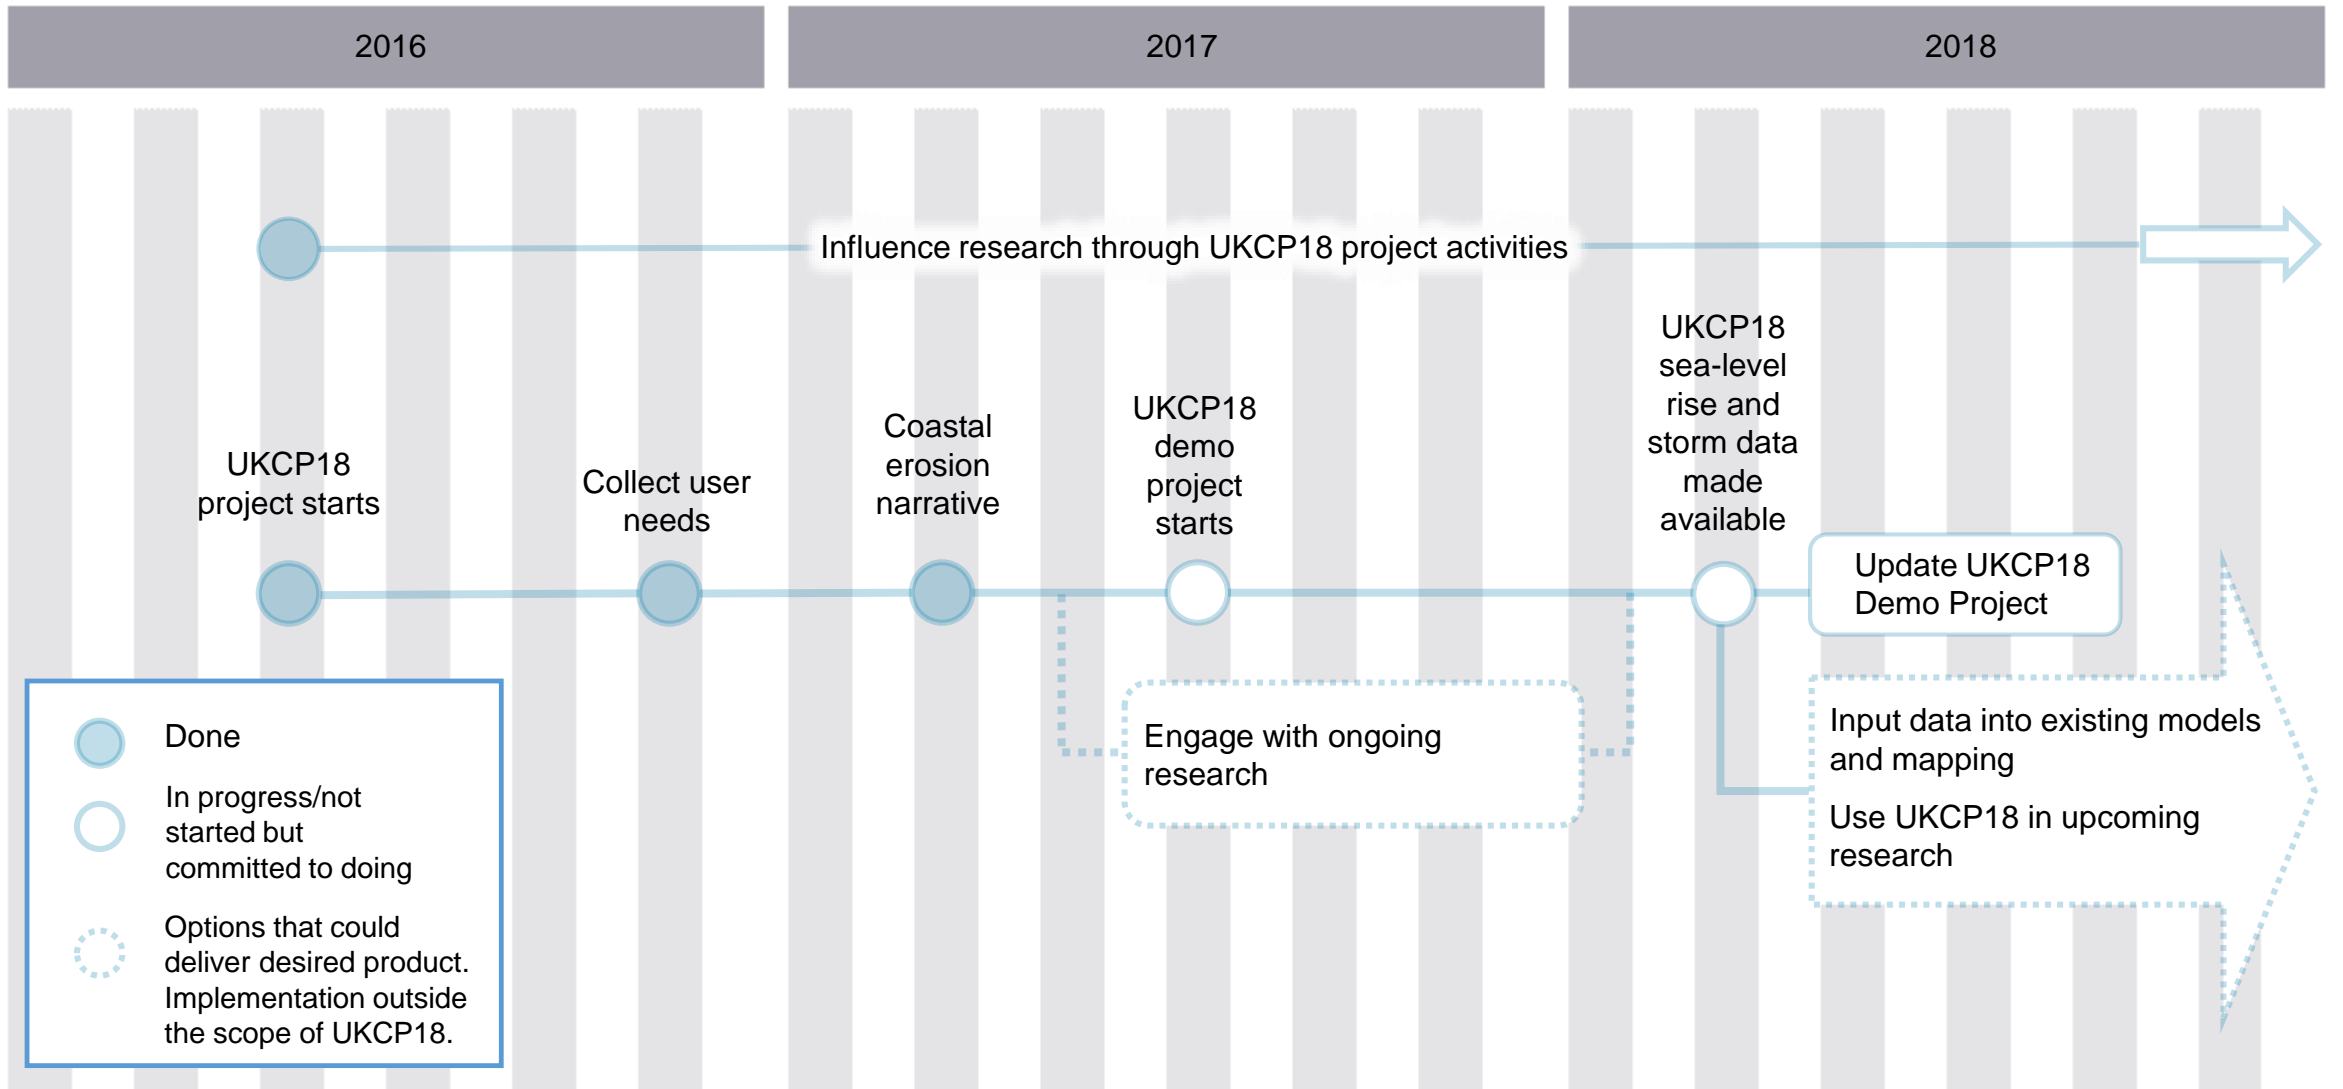 2016
2017
2018
Influence research through UKCP18 project activities
UKCP18
project starts
Collect user
needs
Coastal
erosion
narrative
UKCP18
demo
project
starts
UKCP18
sea-level
rise and
storm data
made
available
Update UKCP18
Demo Project
Engage with ongoing
research
Input data into existing models
and mapping
Use UKCP18 in upcoming
research
Done
In progress/not
started but
committed to doing
Options that could
deliver desired product.
Implementation outside
the scope of UKCP18.